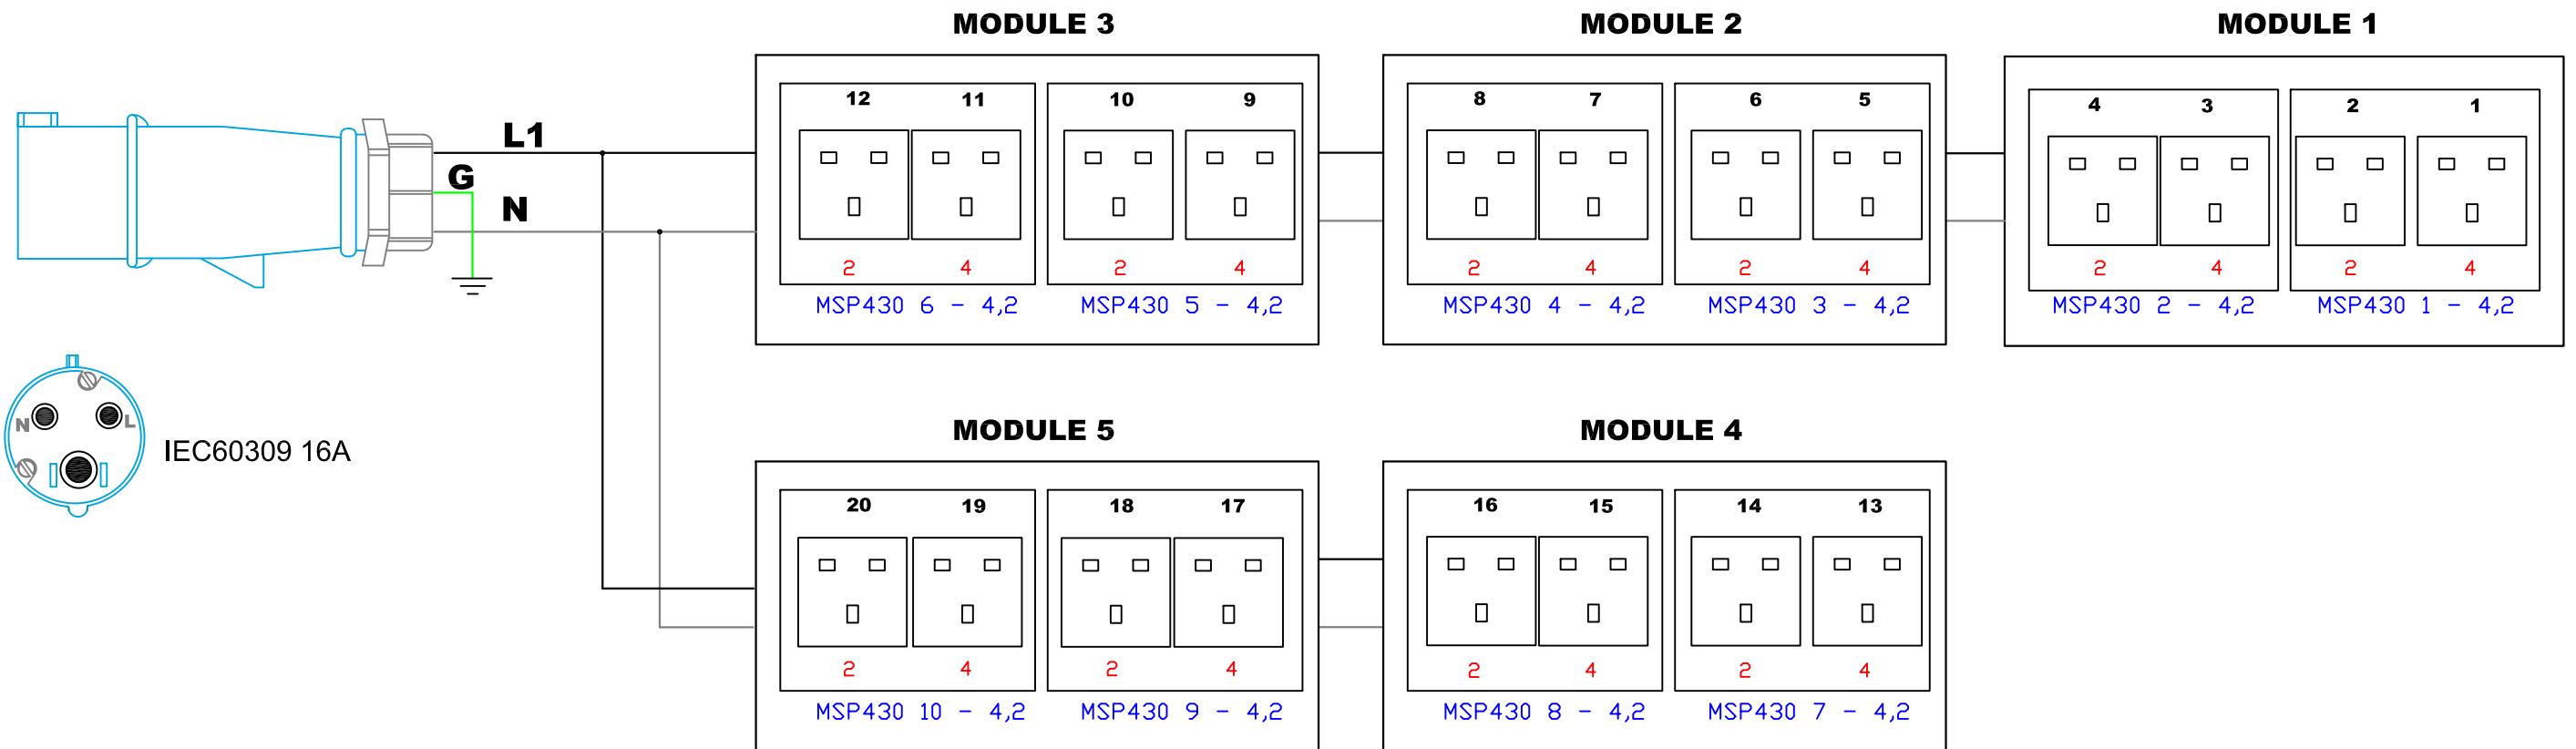 MODULE 3 MODULE 2 MODULE 1
12 11 10 9 8 7 6 5 4 3 2 1
L1
G
N
2 4 2 4 2 4 2 4 2 4 2 4
MSP430 6 - 4,2 MSP430 5 - 4,2 MSP430 4 - 4,2 MSP430 3 - 4,2 MSP430 2 - 4,2 MSP430 1 - 4,2
N L
IEC60309 16A
MODULE 5 MODULE 4
20 19 18 17 16 15 14 13
2 4 2 4 2 4 2 4
MSP430 10 - 4,2 MSP430 9 - 4,2 MSP430 8 - 4,2 MSP430 7 - 4,2